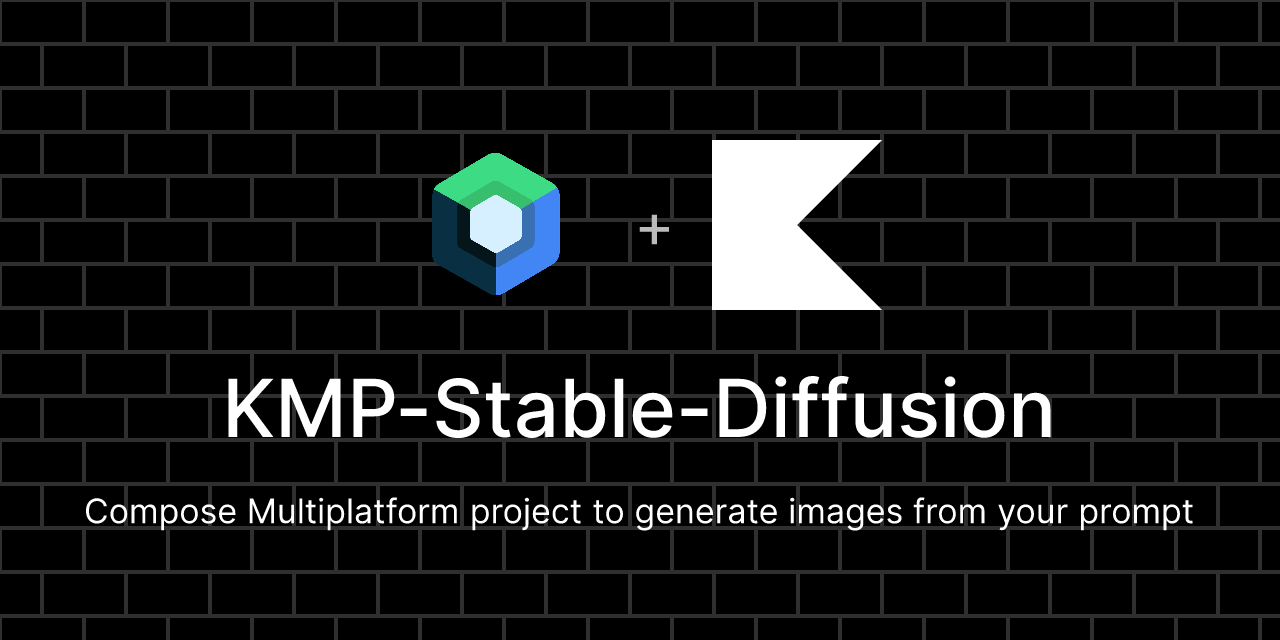 +
KMP-Stable-Diffusion
Compose Multiplatform project to generate images from your prompt